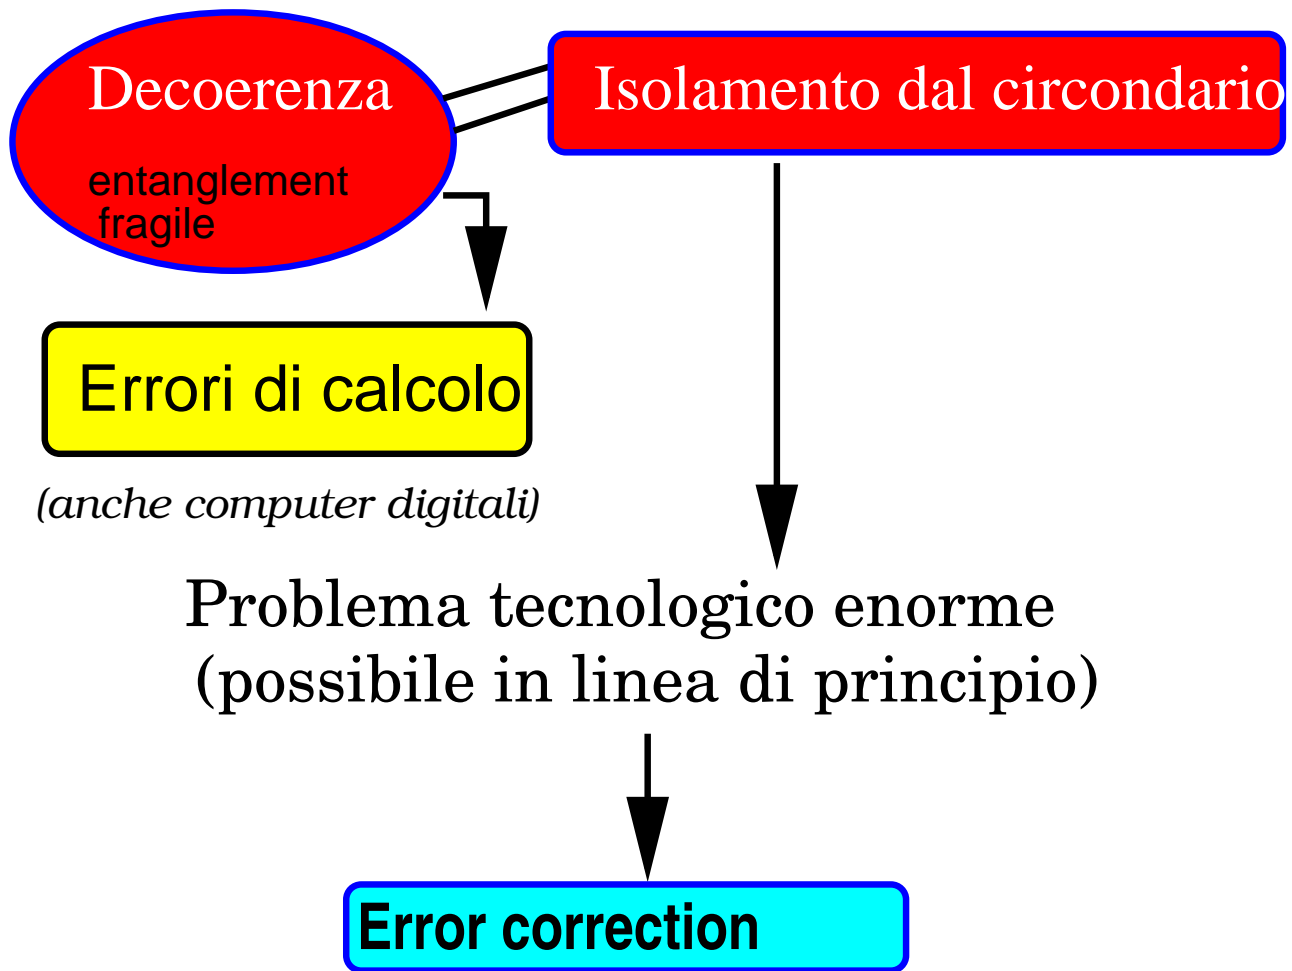 Decoerenza
entanglement
fragile
Isolamento dal circondario
Errori di calcolo
(anche computer digitali)
Problema tecnologico enorme
(possibile in linea di principio)
Error correction